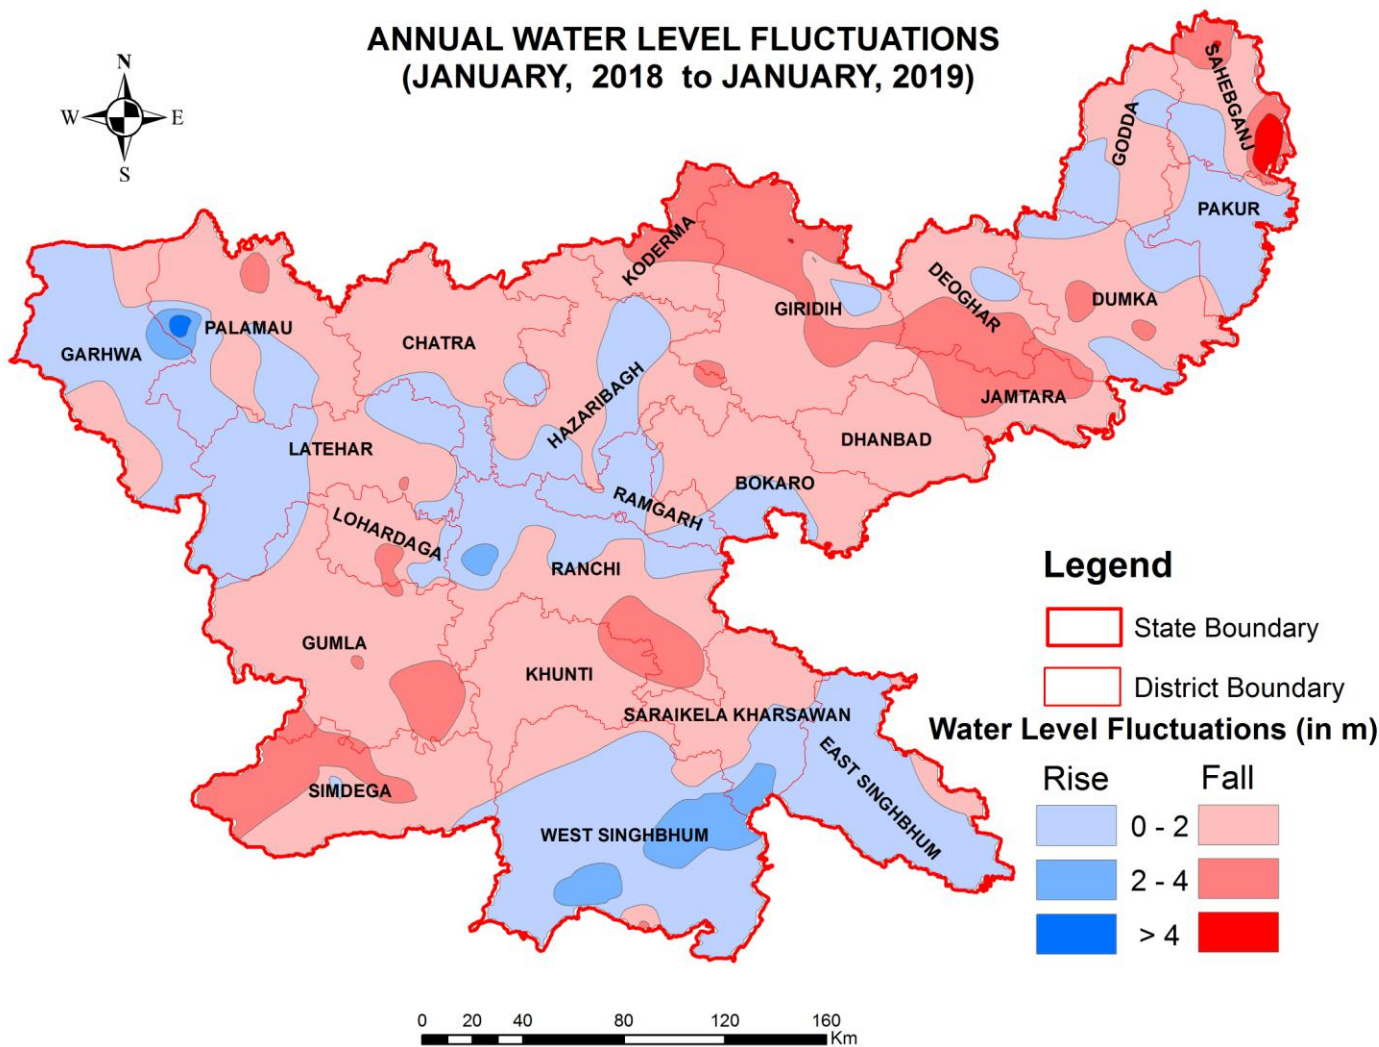 ANNUAL WATER LEVEL FLUCTUATIONS
(JANUARY, 2018 to JANUARY, 2019)
N
W
E
S
SAHEBGANJ
GODDA
PAKUR
KODERMA
DEOGHAR
DUMKA
GIRIDIH
PALAMAU
CHATRA
GARHWA
HAZARIBAGH
JAMTARA
DHANBAD
LATEHAR
BOKARO
RAMGARH
LOHARDAGA
RANCHI
GUMLA
KHUNTI
SARAIKELA KHARSAWAN
EAST SINGHBHUM
SIMDEGA
WEST SINGHBHUM
Legend
State Boundary
District Boundary
Water Level Fluctuations (in m)
Rise Fall
0 - 2
2 - 4
> 4
0 20 40 80 120 160
Km